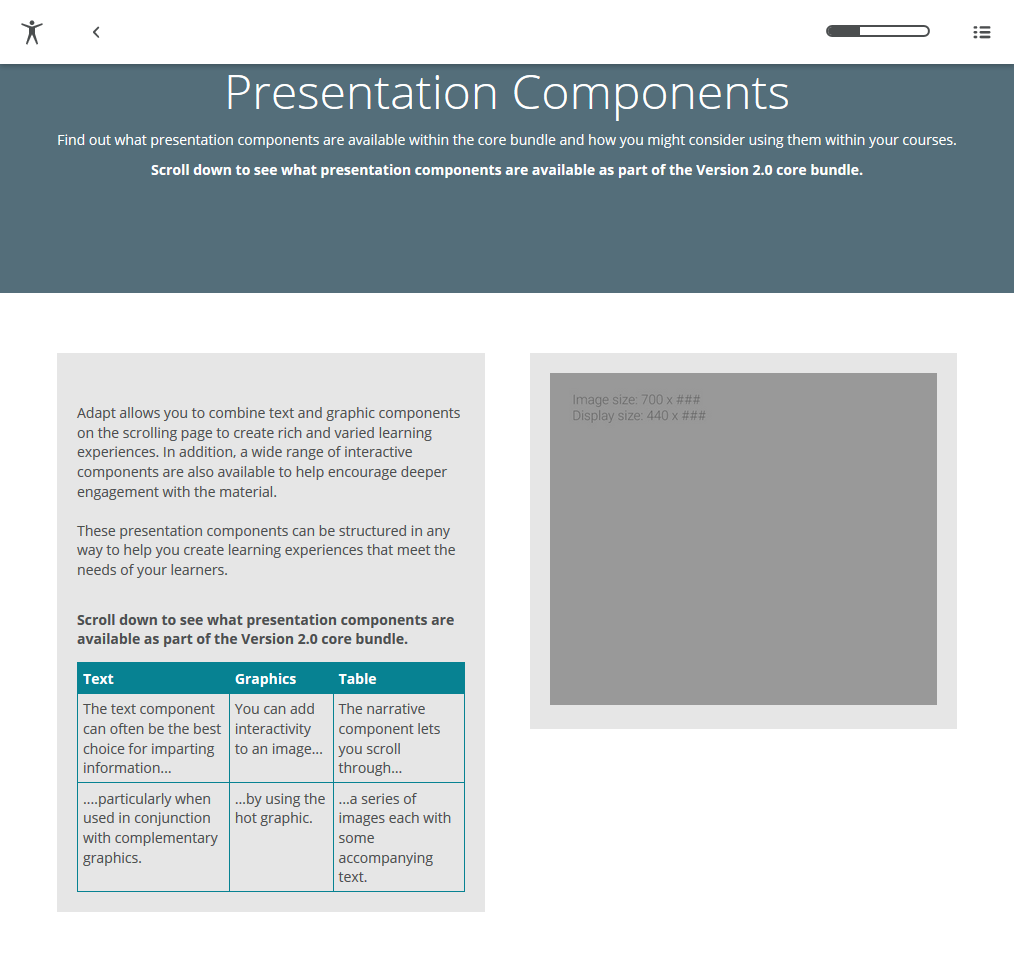 Presentation Components
Find out what presentation components are available within the core bundle and how you might consider using them within your courses.
Scroll down to see what presentation components are available as part of the Version 2.0 core bundle.
Adapt allows you to combine text and graphic components
on the scrolling page to create rich and varied learning
experiences. In addition, a wide range of interactive
components are also available to help encourage deeper
engagement with the material.
These presentation components can be structured in any
way to help you create learning experiences that meet the
needs of your learners.
Scroll down to see what presentation components are
available as part of the Version 2.0 core bundle.
Text Graphics Table
The text component
can often be the best
choice for imparting
information...
You can add
interactivity
to an image...
The narrative
component lets
you scroll
through...
....particularly when
used in conjunction
with complementary
graphics.
...by using the
hot graphic.
...a series of
images each with
some
accompanying
text.
Image size: 700 x ###
Display size: 440 x ###